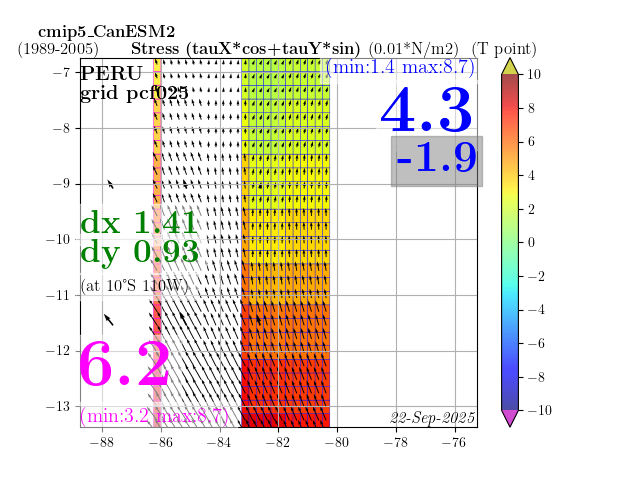 cmip5_CanESM2
(1989-2005) Stress (tauX*cos+tauY*sin) (0.01*N/m2) (T point)
(min:1.4 max:8.7)
PERU
grid pcf025
4.3
-1.9
dx 1.41
dy 0.93
(at 10°S 110W)
6.2
(min:3.2 max:8.7)
22-Sep-2025
−7
−8
−9
−10
−11
−12
−13
−88 −86 −84 −82 −80 −78 −76
10
8
6
4
2
0
−2
−4
−6
−8
−10